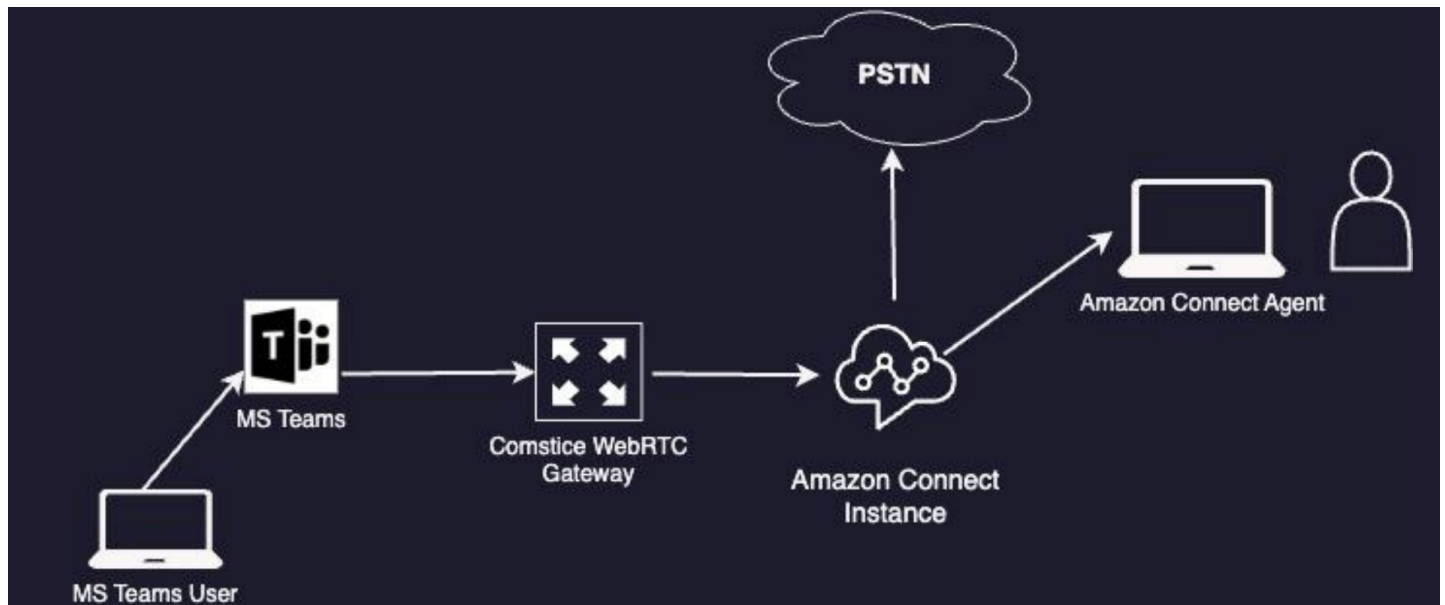 PSTN
Amazon Connect Agent
T
MS Teams
Comstice WebRTC
Gateway
Amazon Connect
Instance
MS Teams User